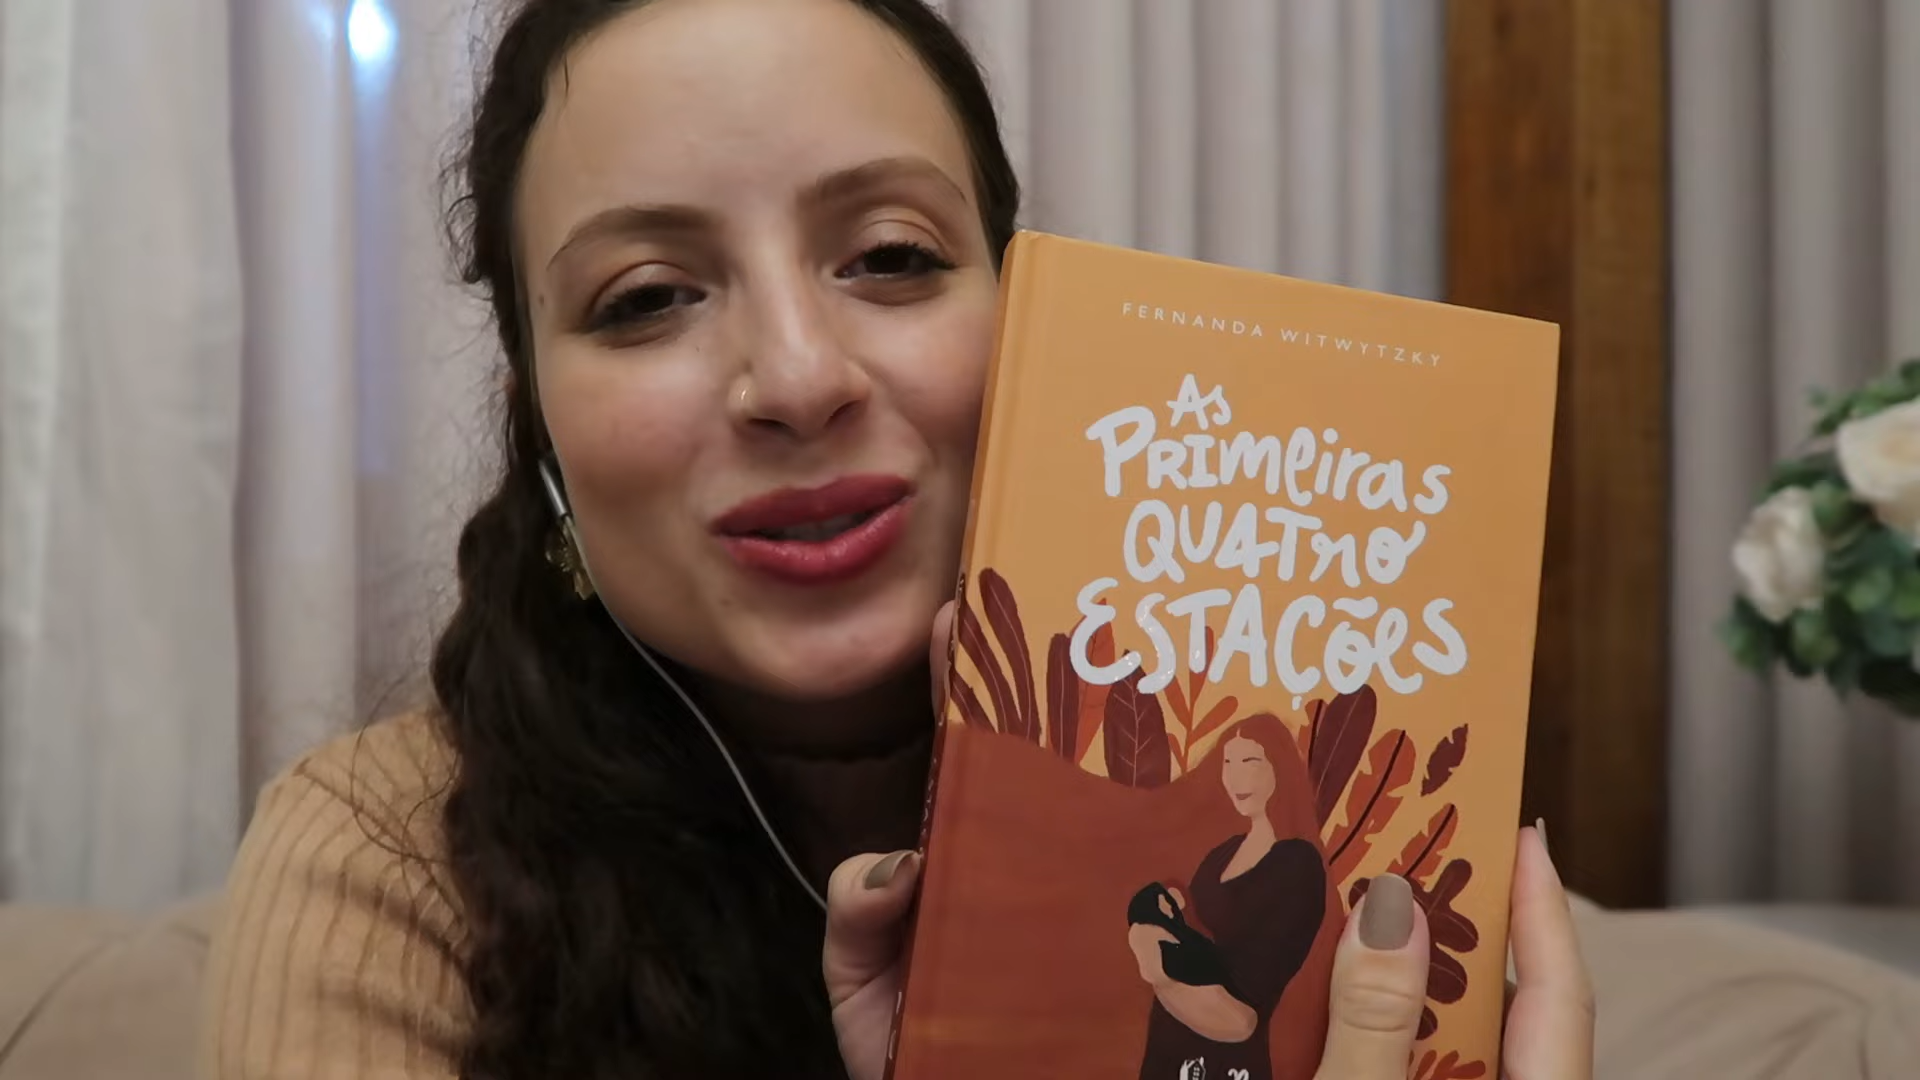 FERNANDA WITWYTZKY
As
PRIMeiras
QUATrO
ESTAÇões